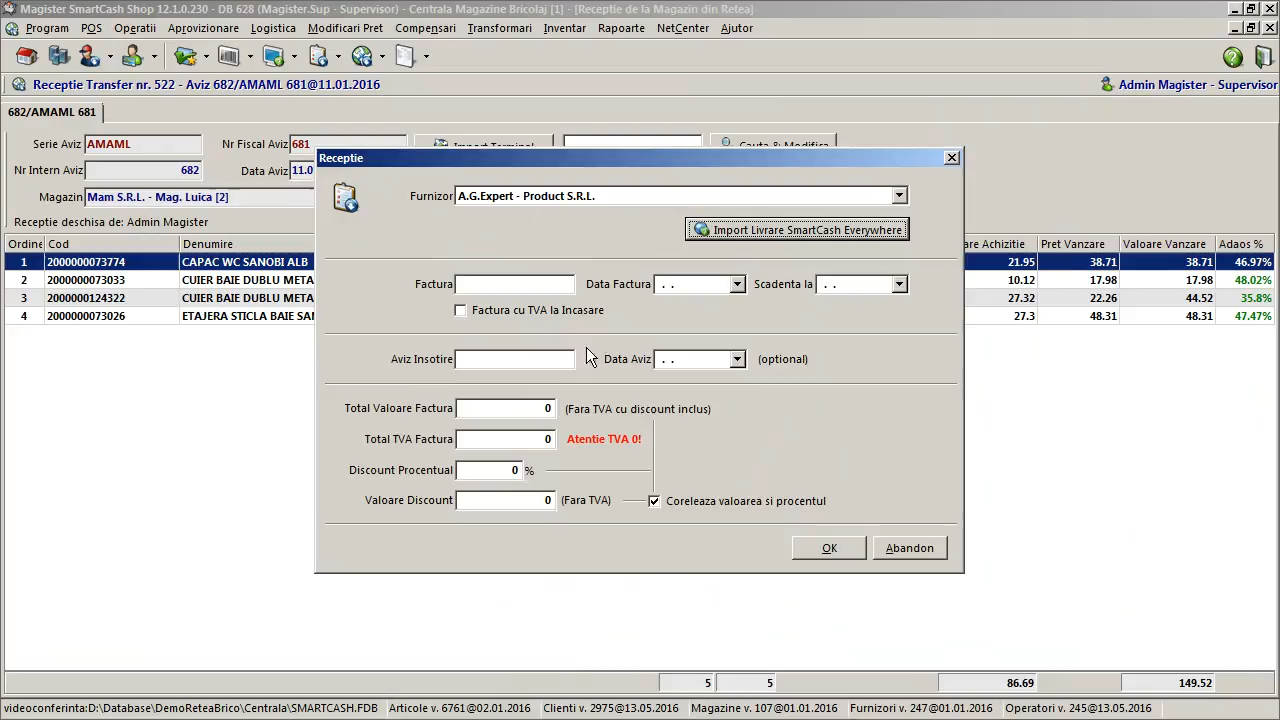 Magister SmartCash Shop 12.1.0.230 - DB 628 (Magister.Sup - Supervisor) - Centrala Magazine Bricolaj [1] - [Receptie de la Magazin din Retea]
Program POS Operatii Aprovizionare Logistica Modificari Pret Compensari Transformari Inventar Rapoarte NetCenter Ajutor
Receptie Transfer nr. 522 - Aviz 682/AMAML 681@11.01.2016 Admin Magister - Supervisor
682/AMAML 681
Serie Aviz AMAML Nr Fiscal Aviz 681 Import Terminal Cauta & Modifica
Nr Intern Aviz 682 Data Aviz 11.0
Magazin Mam S.R.L. - Mag. Luica [2]
Receptie deschisa de: Admin Magister
Ordine Cod Denumire are Achizitie Pret Vanzare Valoare Vanzare Adaos %
1 2000000073774 CAPAC WC SANOBI ALB 21.95 38.71 38.71 46.97%
2 2000000073033 CUIER BAIE DUBLU META 10.12 17.98 17.98 48.02%
3 2000000124322 CUIER BAIE DUBLU META 27.32 22.26 44.52 35.8%
4 2000000073026 ETAJERA STICLA BAIE SAN 27.3 48.31 48.31 47.47%
Receptie
Furnizor A.G.Expert - Product S.R.L.
Import Livrare SmartCash Everywhere
Factura Data Factura . . Scadenta la . .
Factura cu TVA la Incasare
Aviz Insotire Data Aviz . . (optional)
Total Valoare Factura 0 (Fara TVA cu discount inclus)
Total TVA Factura 0 Atentie TVA 0!
Discount Procentual 0 %
Valoare Discount 0 (Fara TVA) Coreleaza valoarea si procentul
OK Abandon
5 5 86.69 149.52
videoconferinta:D:\Database\DemoReteaBrico\Centrala\SMARTCASH.FDB Articole v. 6761@02.01.2016 Clienti v. 2975@13.05.2016 Magazine v. 107@01.01.2016 Furnizori v. 247@01.01.2016 Operatori v. 245@13.05.2016